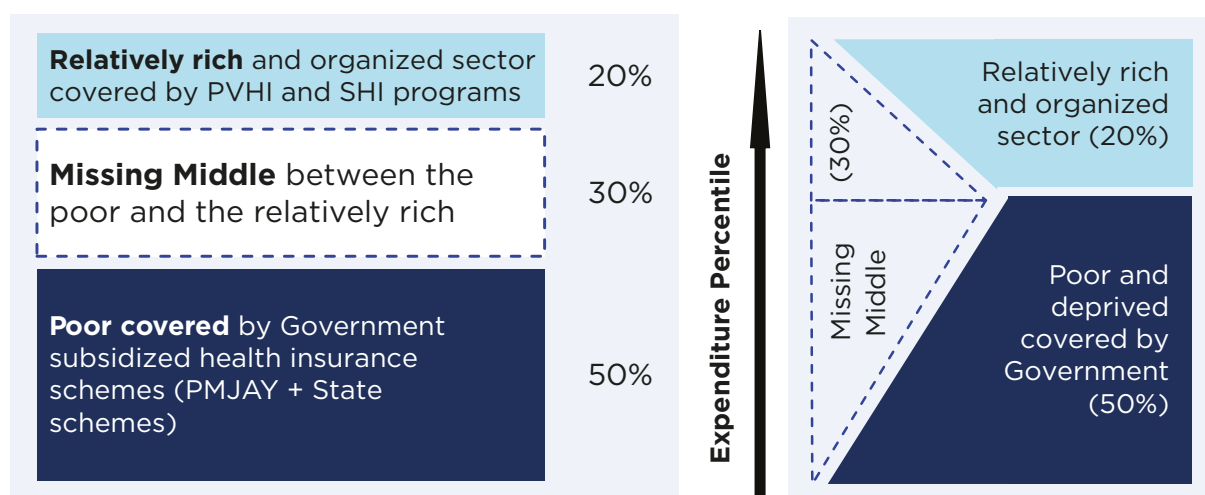 Relatively rich and organized sector
covered by PVHI and SHI programs
20%
Missing Middle between the
poor and the relatively rich
30%
Poor covered by Government
subsidized health insurance
schemes (PMJAY + State
schemes)
50%
Expenditure Percentile
Relatively rich
and organized
sector (20%)
(30%)
Missing
Middle
Poor and
deprived
covered by
Government
(50%)